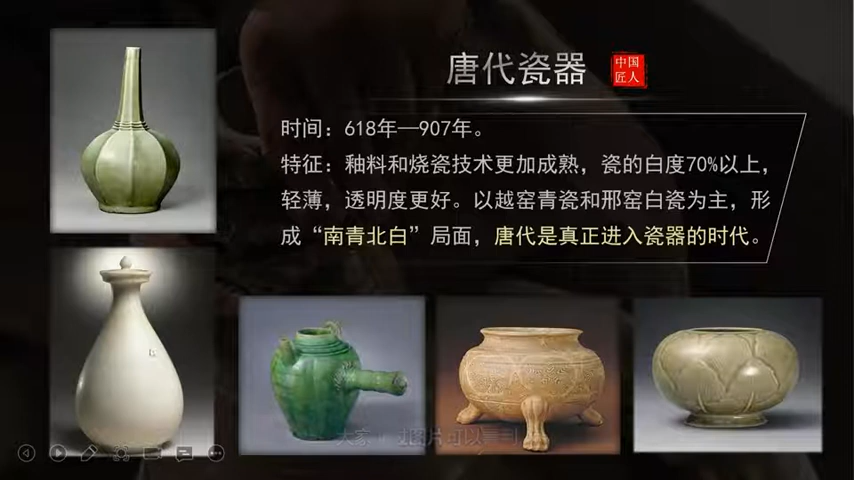 唐代瓷器
中国
匠人
时间：618年—907年。
特征：釉料和烧瓷技术更加成熟，瓷的白度70%以上，
轻薄，透明度更好。以越窑青瓷和邢窑白瓷为主，形
成“南青北白”局面，唐代是真正进入瓷器的时代。